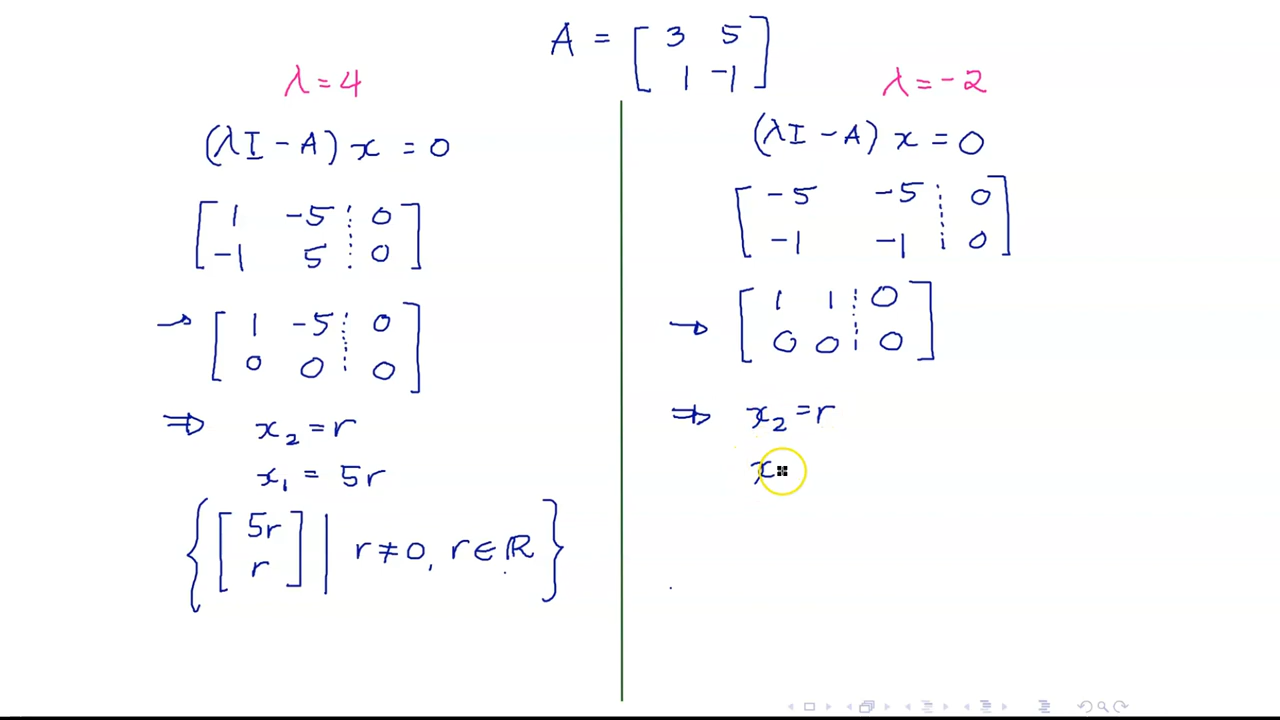 A = [ 3 5
1 -1 ]
λ = 4
(λI - A) x = 0
[ 1 -5 ⋮ 0
-1 5 ⋮ 0 ]
→ [ 1 -5 ⋮ 0
0 0 ⋮ 0 ]
⇒ x₂ = r
x₁ = 5r
{ [ 5r
r ] | r ≠ 0, r ∈ ℝ }
λ = -2
(λI - A) x = 0
[ -5 -5 ⋮ 0
-1 -1 ⋮ 0 ]
→ [ 1 1 ⋮ 0
0 0 ⋮ 0 ]
⇒ x₂ = r
x